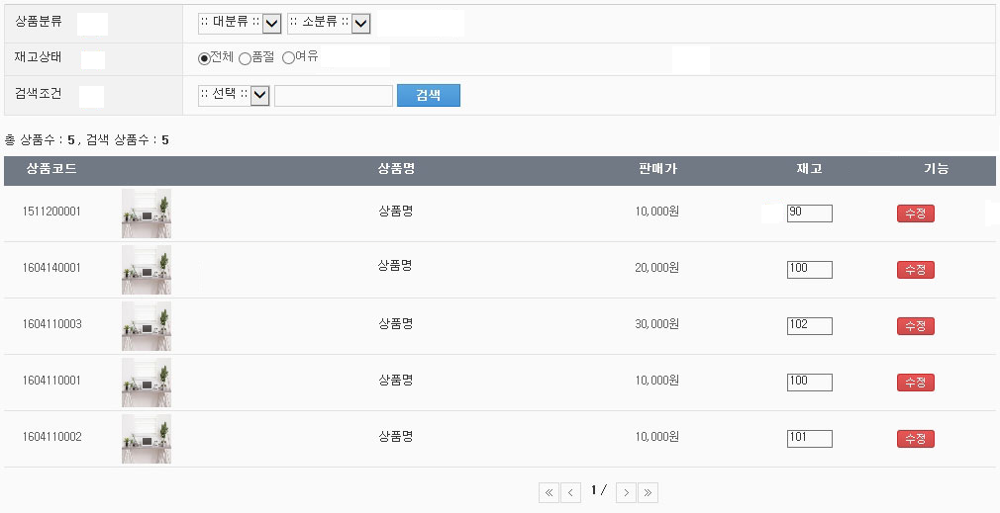 상품분류 :: 대분류 :: :: 소분류 ::
재고상태 전체 품절 여유
검색조건 :: 선택 :: 검색
총 상품수 : 5 , 검색 상품수 : 5
상품코드 상품명 판매가 재고 기능
1511200001 상품명 10,000원 90 수정
1604140001 상품명 20,000원 100 수정
1604110003 상품명 30,000원 102 수정
1604110001 상품명 10,000원 100 수정
1604110002 상품명 10,000원 101 수정
« ‹ 1 / › »